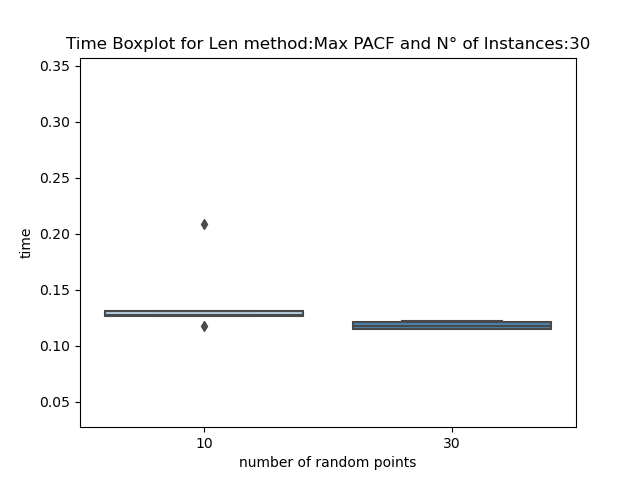 Time Boxplot for Len method:Max PACF and N° of Instances:30
0.35
0.30
0.25
0.20
0.15
0.10
0.05
time
10 30
number of random points